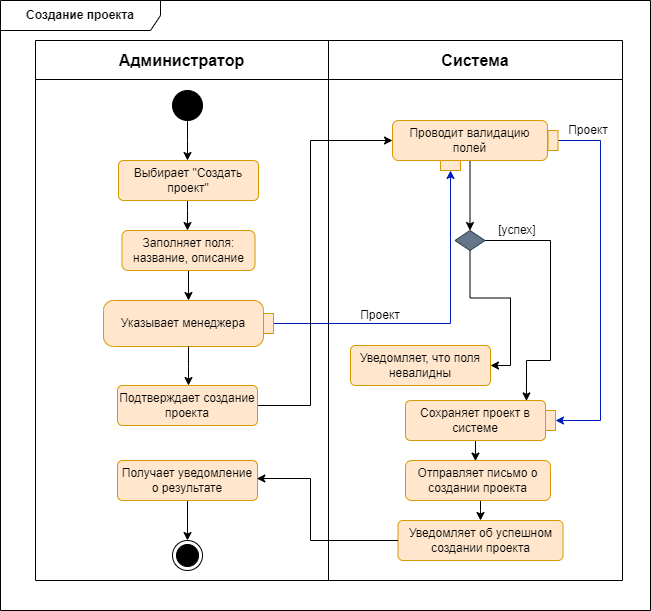 Создание проекта
Администратор
Система
Выбирает "Создать
проект"
Заполняет поля:
название, описание
Указывает менеджера
Проект
Подтверждает создание
проекта
Проводит валидацию
полей
Проект
[успех]
Уведомляет, что поля
невалидны
Сохраняет проект в
системе
Отправляет письмо о
создании проекта
Уведомляет об успешном
создании проекта
Получает уведомление
о результате